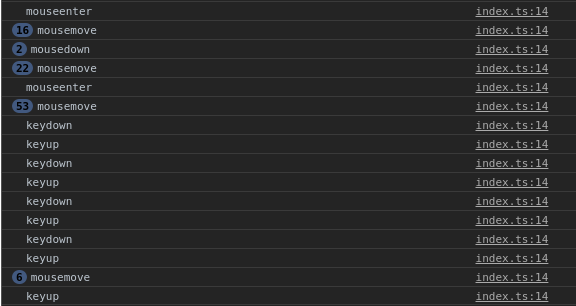 mouseenter index.ts:14
16 mousemove index.ts:14
2 mousedown index.ts:14
22 mousemove index.ts:14
mouseenter index.ts:14
53 mousemove index.ts:14
keydown index.ts:14
keyup index.ts:14
keydown index.ts:14
keyup index.ts:14
keydown index.ts:14
keyup index.ts:14
keydown index.ts:14
keyup index.ts:14
6 mousemove index.ts:14
keyup index.ts:14